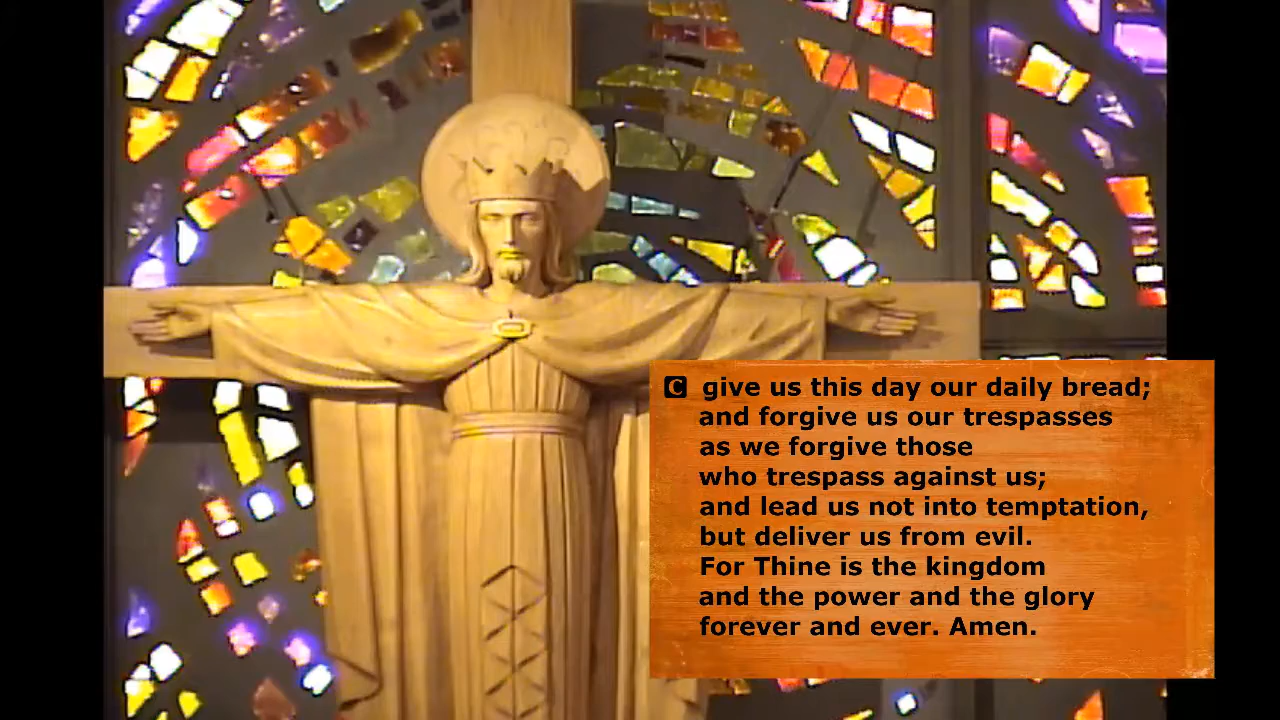 C give us this day our daily bread;
and forgive us our trespasses
as we forgive those
who trespass against us;
and lead us not into temptation,
but deliver us from evil.
For Thine is the kingdom
and the power and the glory
forever and ever. Amen.